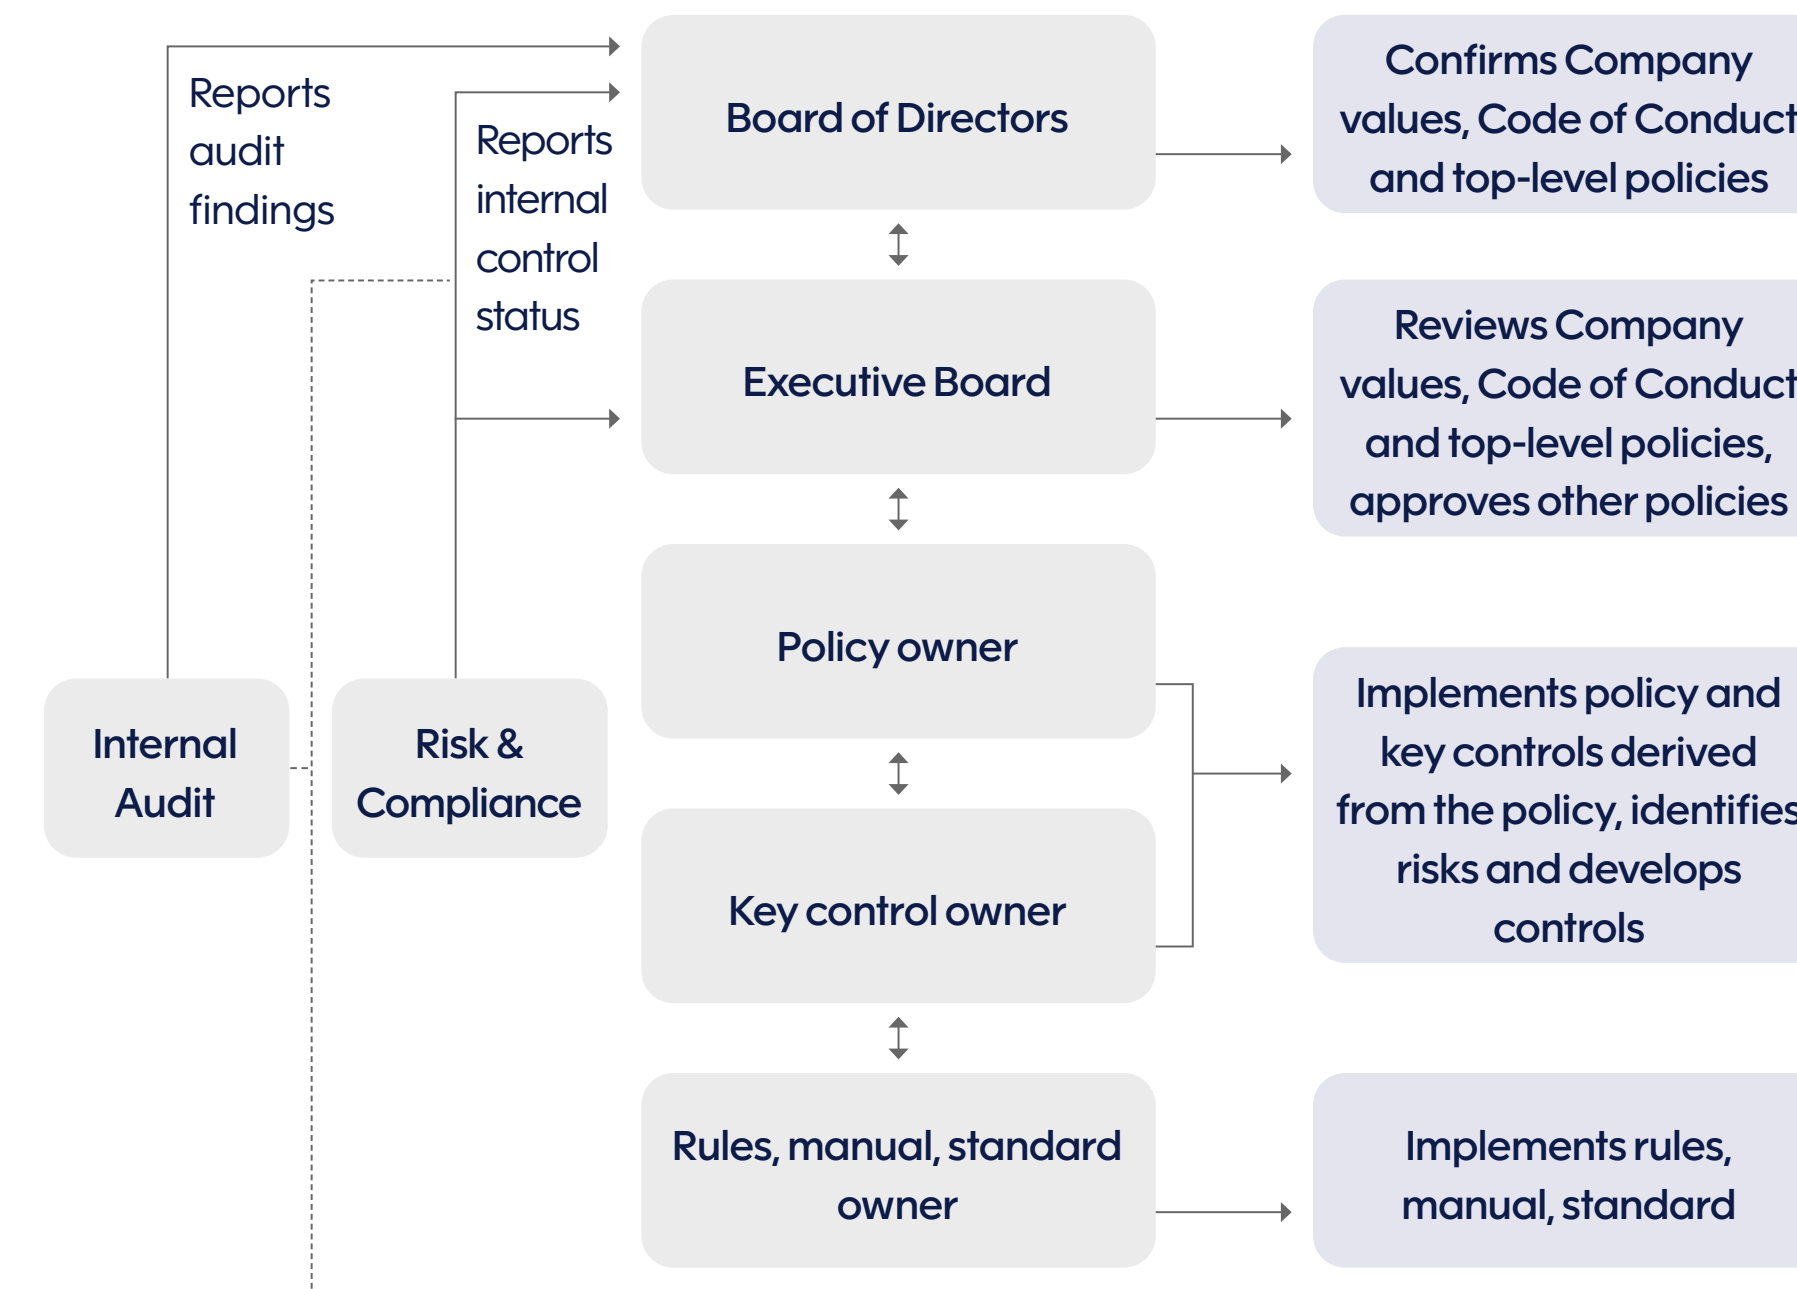 Reports
audit
findings
Reports
internal
control
status
Board of Directors
Confirms Company
values, Code of Conduct
and top-level policies
Executive Board
Reviews Company
values, Code of Conduct
and top-level policies,
approves other policies
Internal
Audit
Risk &
Compliance
Policy owner
Key control owner
Implements policy and
key controls derived
from the policy, identifies
risks and develops
controls
Rules, manual, standard
owner
Implements rules,
manual, standard